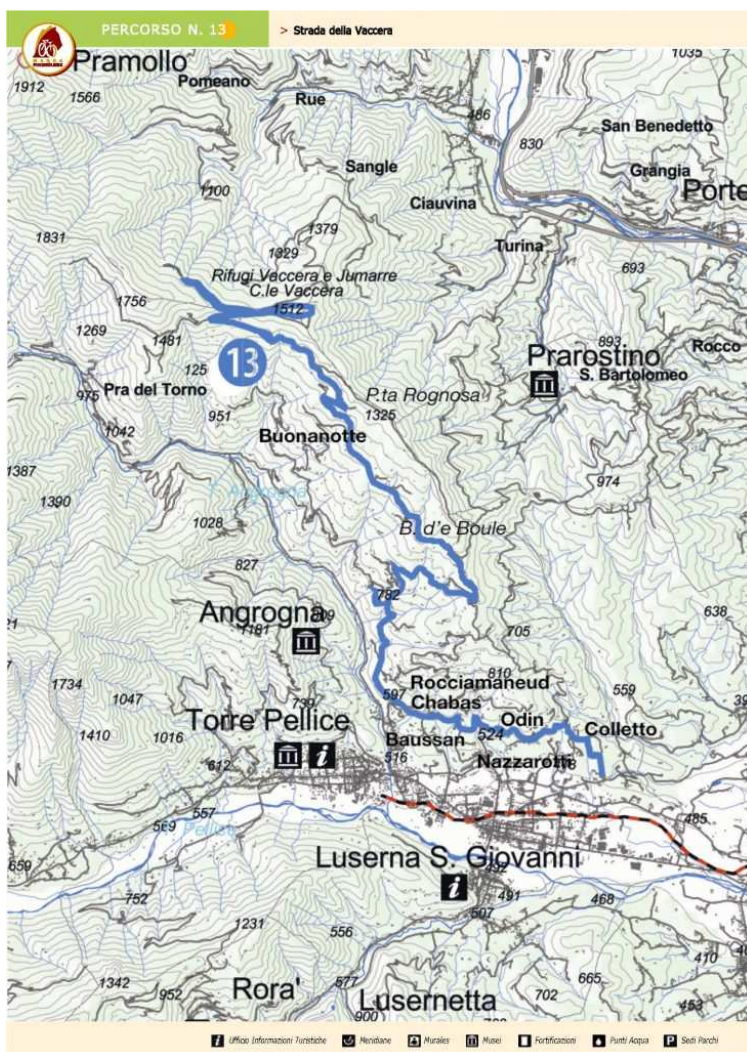 PERCORSO N. 13
> Strada della Vaccera
Pramollo
1035
Pomeano
1912
1566
Rue
486
San Benedetto
830
Sangle
Grangia
1100
Porte
Ciauvina
1379
Turina
1831
1329
693
Rifugi Vaccera e Jumarre
C.le Vaccera
1756
1512
1269
893
1481
Prarostino
Rocco
13
125
S. Bartolomeo
Pra del Torno
P.ta Rognosa
975
951
1325
1042
Buonanotte
1387
974
1390
Angrogna
1028
B. d'e Boule
827
782
Angrogna
638
1181
705
810
1734
Rocciamaneud
559
1047
597
Chabas
739
Torre Pellice
Odin
Colletto
1410
1016
Baussan
524
516
Nazzarotti
612
557
569
Pellice
485
659
Luserna S. Giovanni
752
491
468
507
1231
556
410
1342
577
665
952
Rora'
702
Lusernetta
453
900
Ufficio Informazioni Turistiche
Meridiane
Murales
Musei
Fortificazioni
Punti Acqua
Sedi Parchi